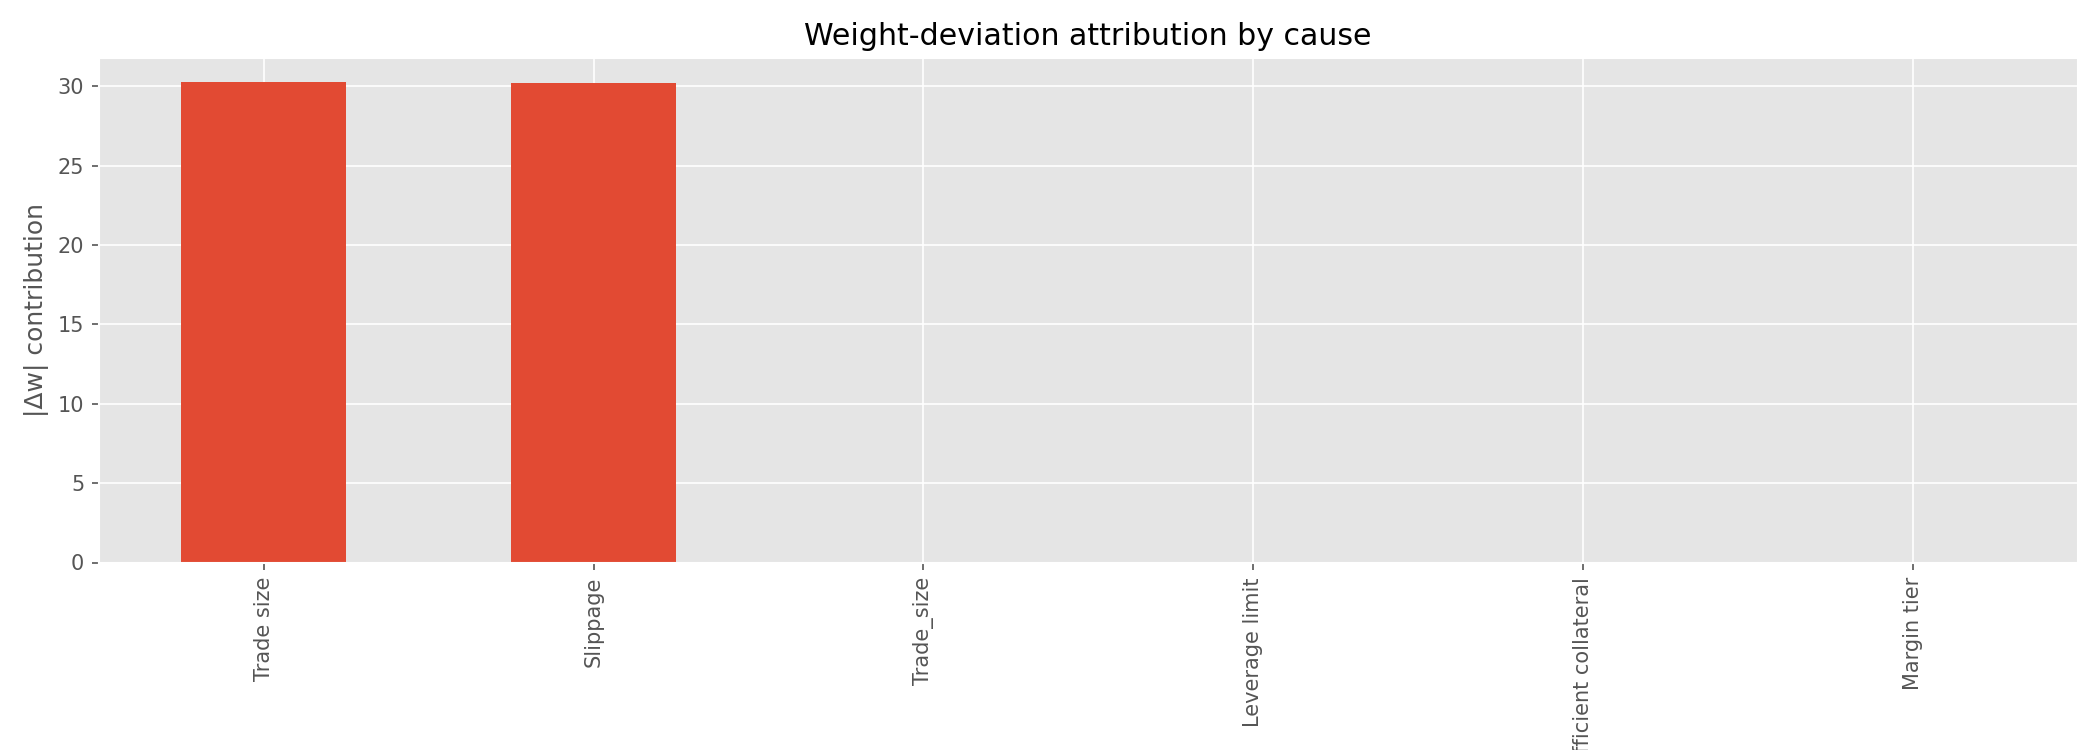 Weight-deviation attribution by cause
|Δw| contribution
30
25
20
15
10
5
0
Trade size
Slippage
Trade_size
Leverage limit
fficient collateral
Margin tier